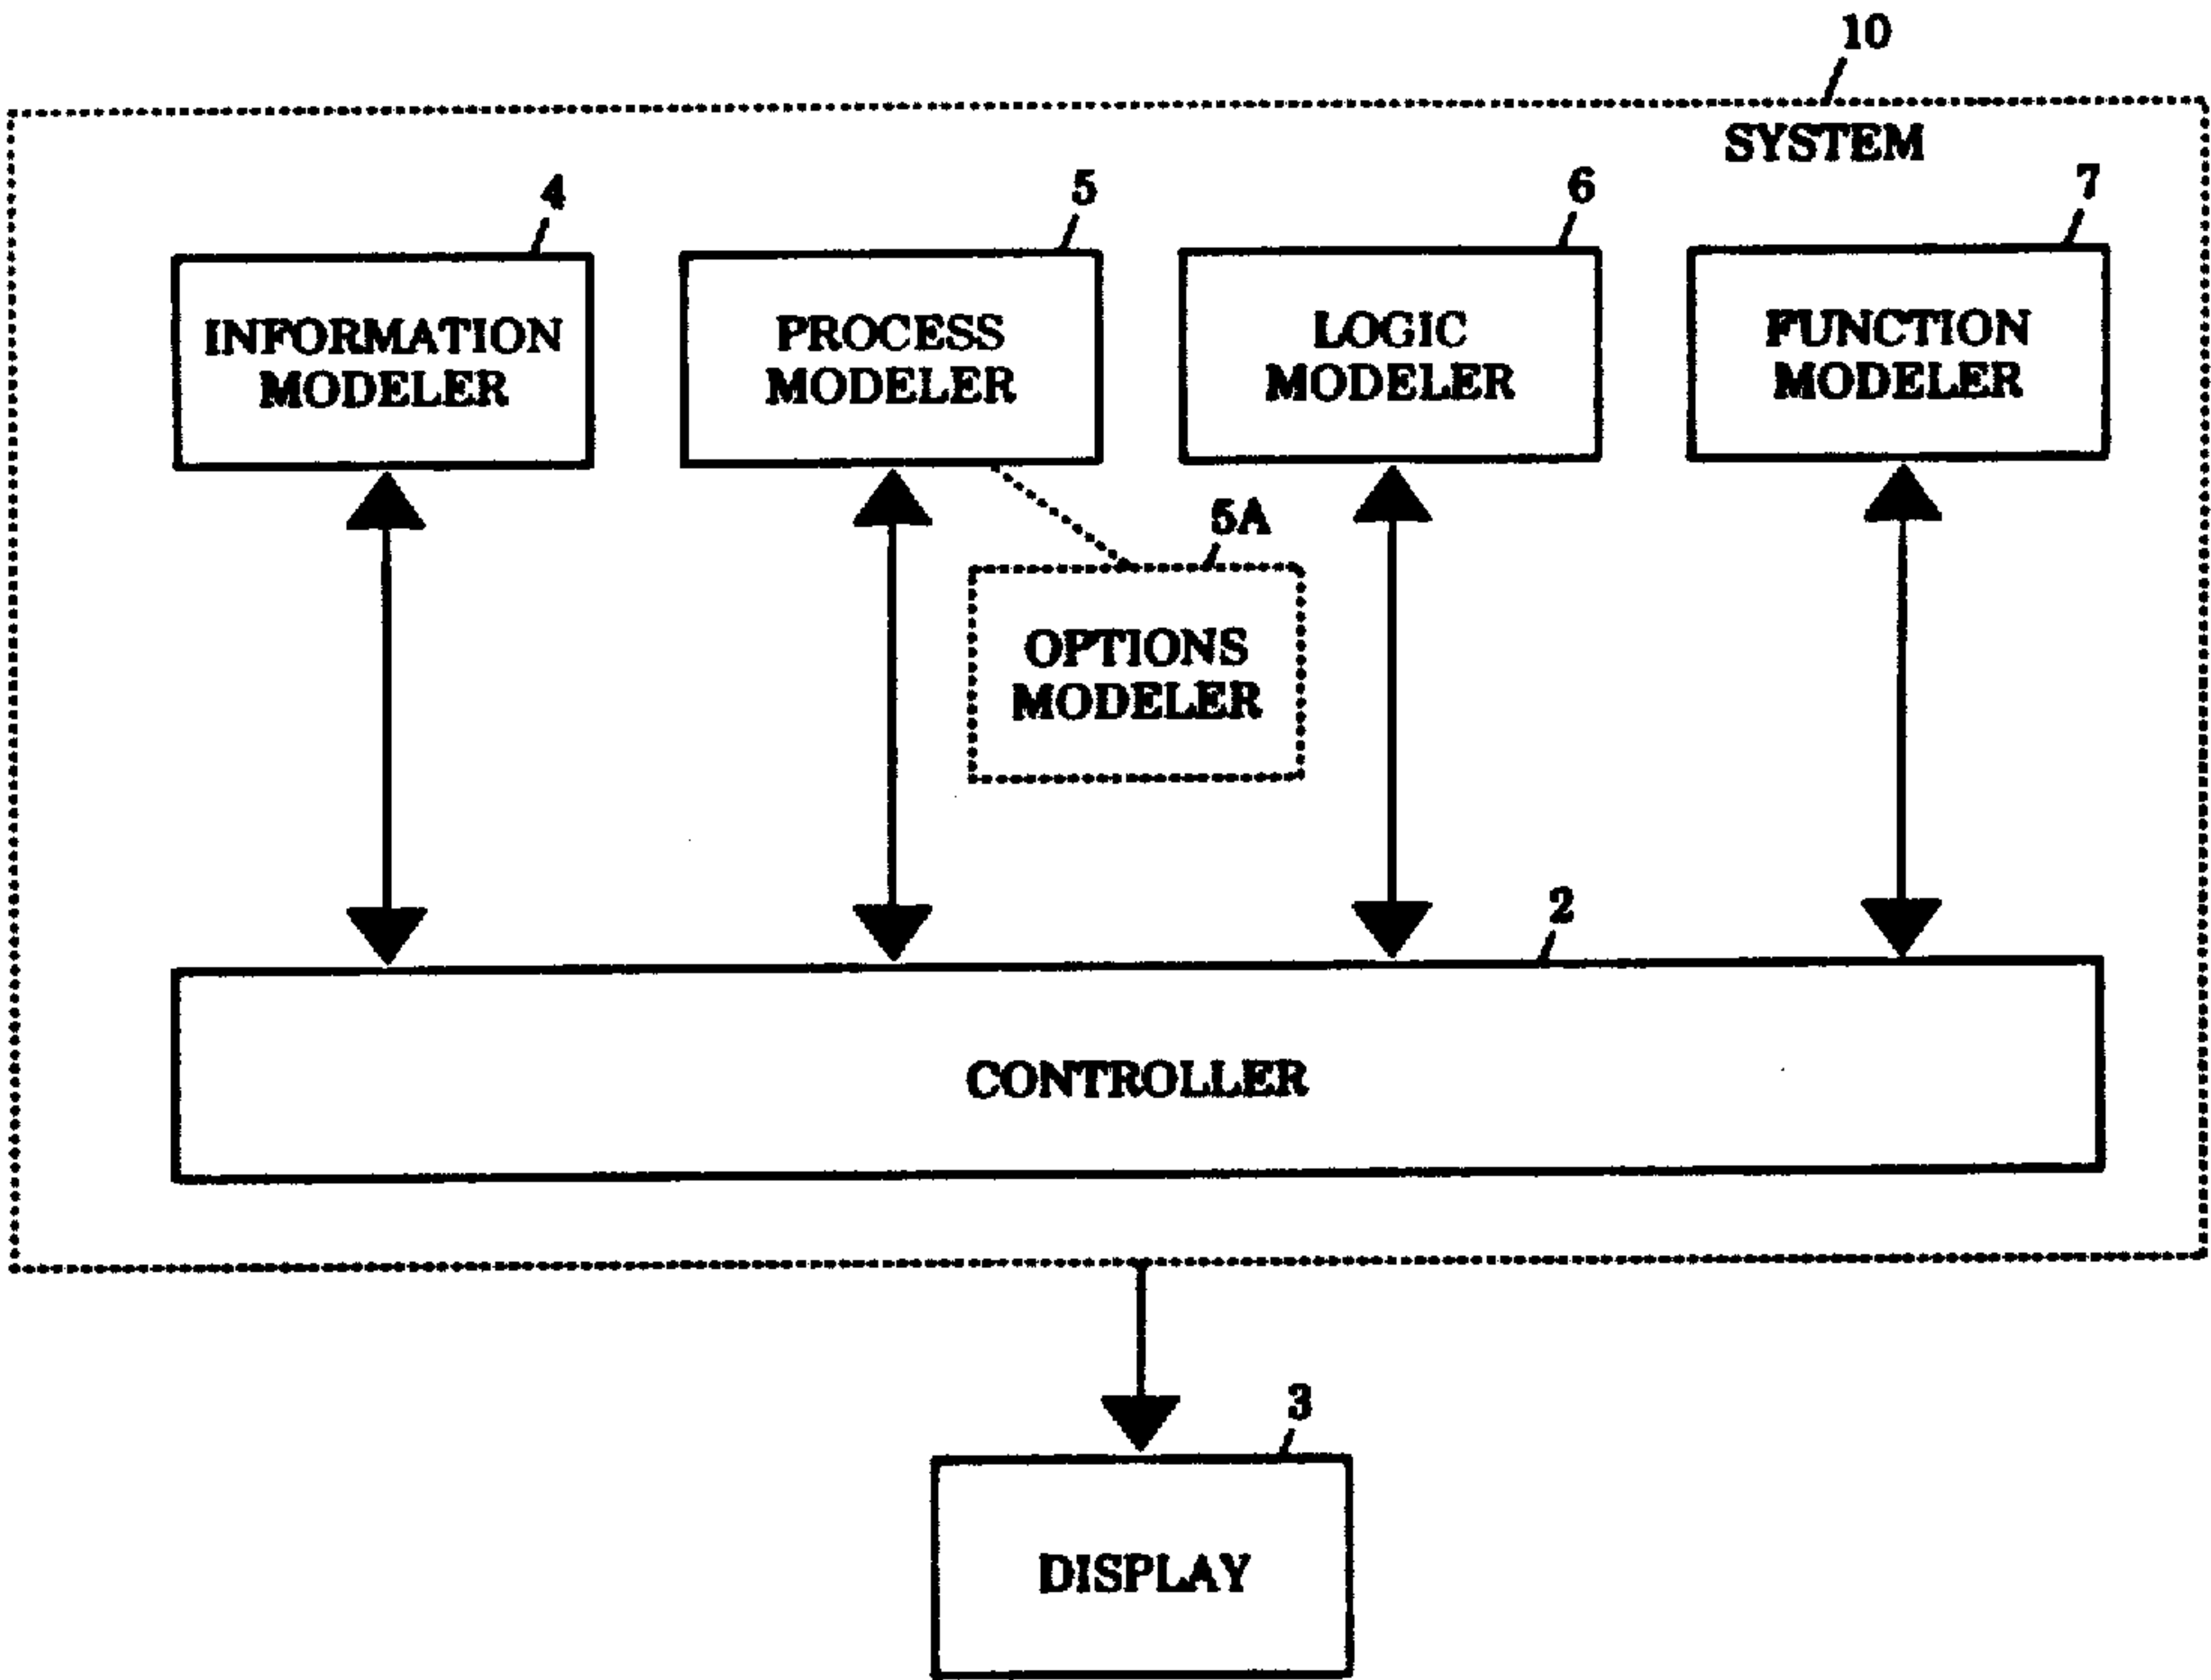 10
SYSTEM
4
5
6
7
INFORMATION
MODELER
PROCESS
MODELER
LOGIC
MODELER
FUNCTION
MODELER
5A
OPTIONS
MODELER
2
CONTROLLER
3
DISPLAY